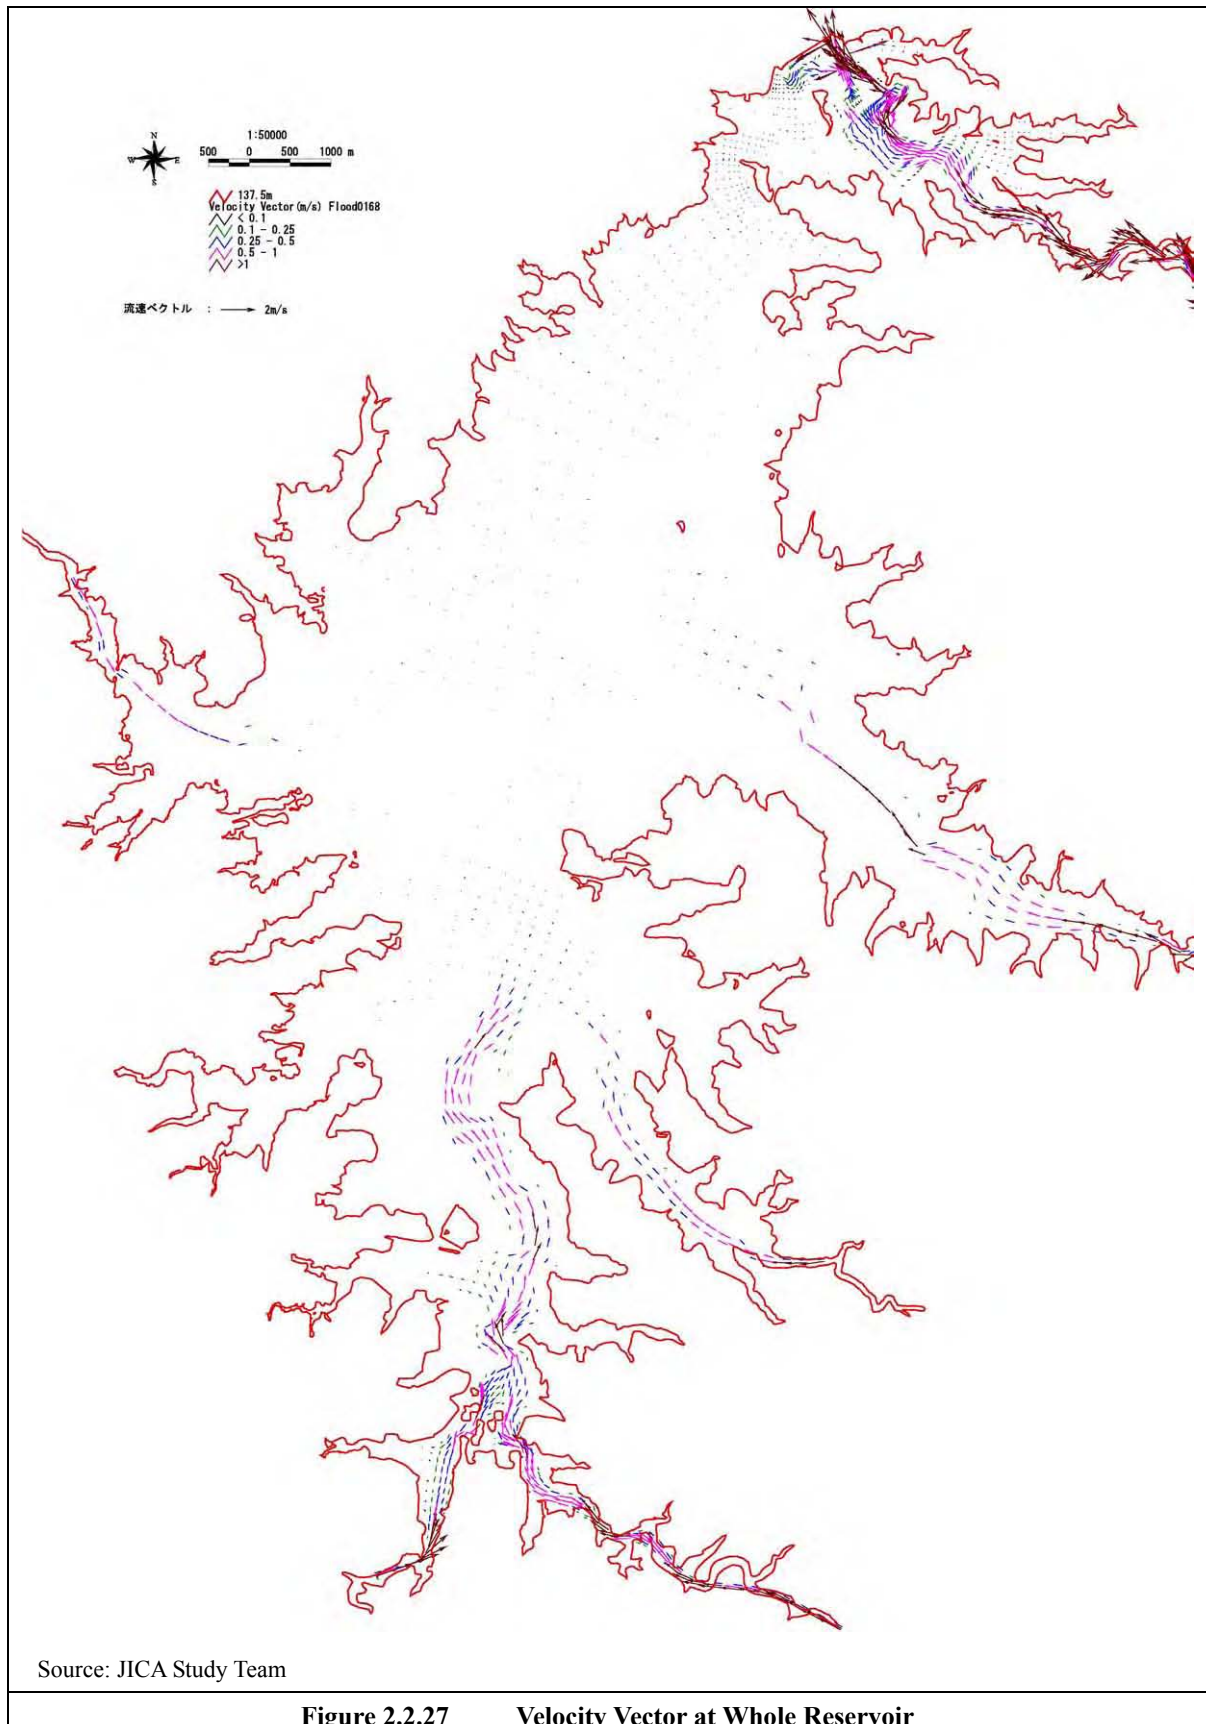 N
W E
S
1:50000
500 0 500 1000 m
137.5m
Velocity Vector(m/s) Flood0168
< 0.1
0.1 - 0.25
0.25 - 0.5
0.5 - 1
>1
流速ベクトル : 2m/s
Source: JICA Study Team
Figure 2.2.27 Velocity Vector at Whole Reservoir